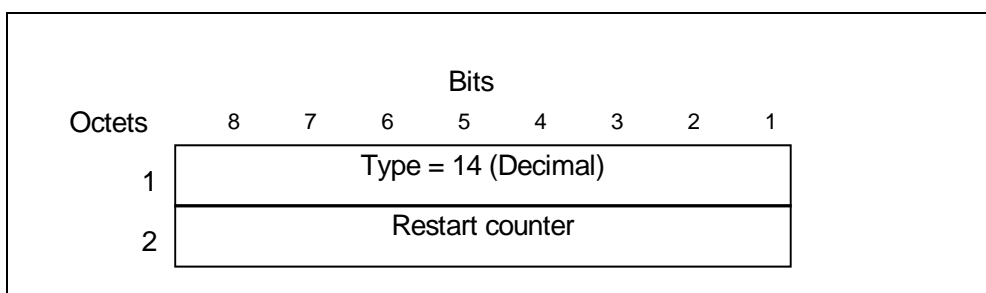 Bits
Octets 8 7 6 5 4 3 2 1
1 Type = 14 (Decimal)
2 Restart counter